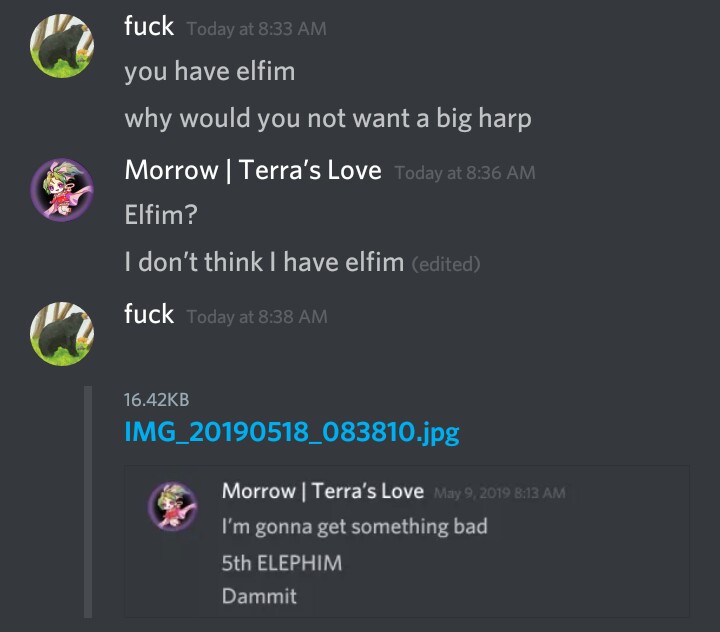 fuck Today at 8:33 AM
you have elfim
why would you not want a big harp
Morrow | Terra's Love Today at 8:36 AM
Elfim?
I don't think I have elfim (edited)
fuck Today at 8:38 AM
16.42KB
IMG_20190518_083810.jpg
Morrow | Terra's Love May 9, 2019 8:13 AM
I'm gonna get something bad
5th ELEPHIM
Dammit